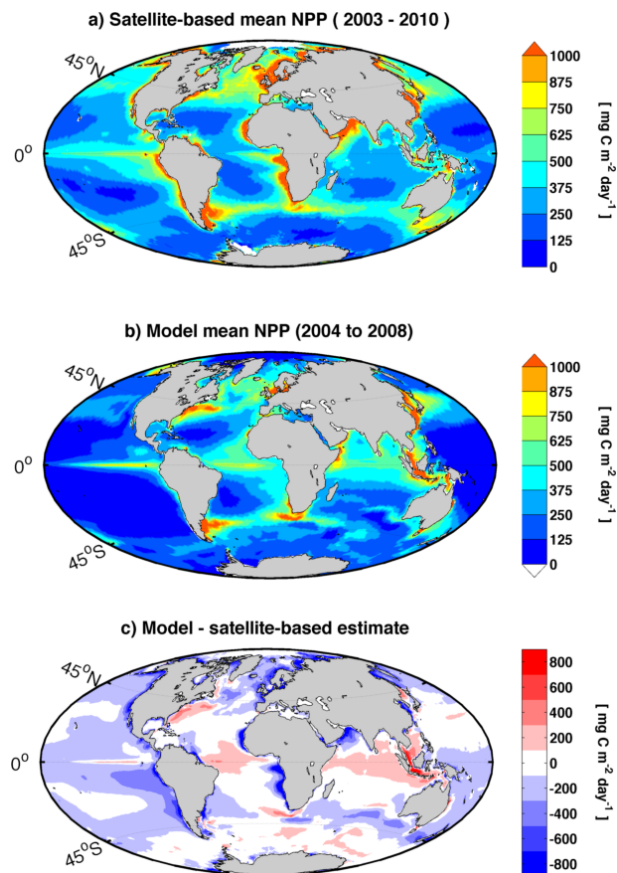 a) Satellite-based mean NPP ( 2003 - 2010 )
45°N
0°
45°S
1000
875
750
625
500
375
250
125
0
[ mg C m⁻² day⁻¹ ]
b) Model mean NPP (2004 to 2008)
45°N
0°
45°S
1000
875
750
625
500
375
250
125
0
[ mg C m⁻² day⁻¹ ]
c) Model - satellite-based estimate
45°N
0°
45°S
800
600
400
200
0
-200
-400
-600
-800
[ mg C m⁻² day⁻¹ ]